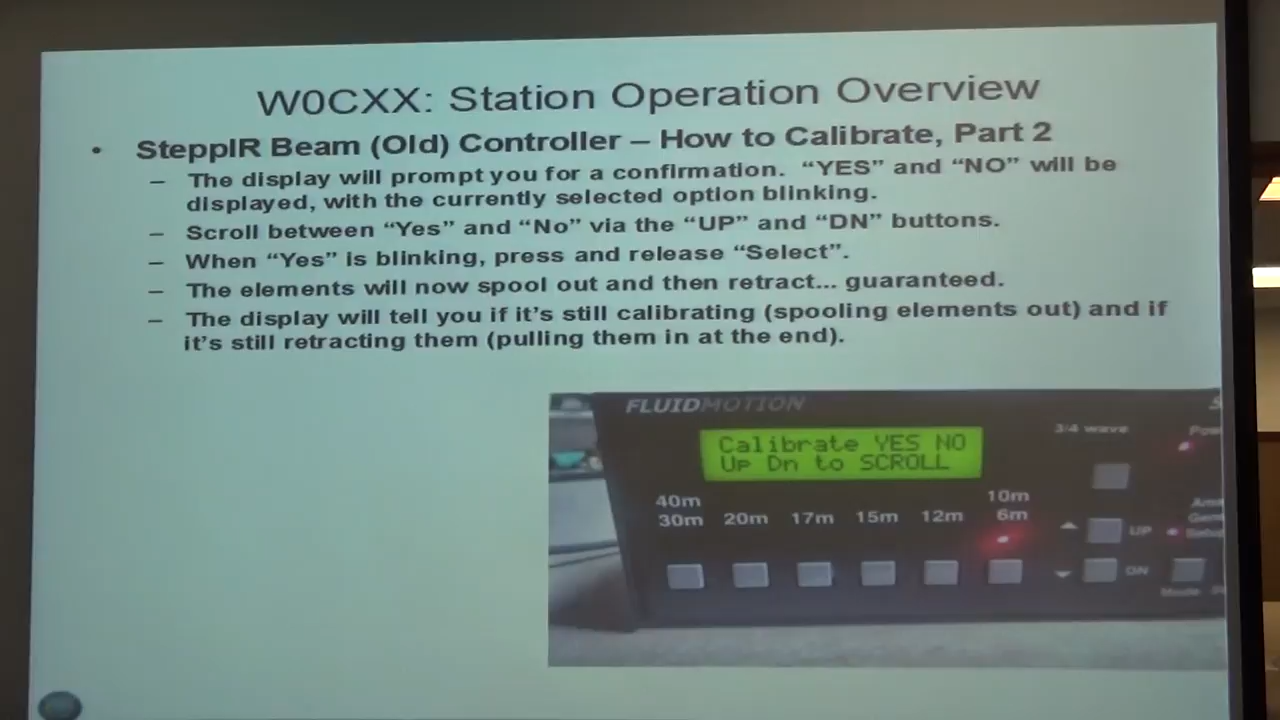 W0CXX: Station Operation Overview
• SteppIR Beam (Old) Controller – How to Calibrate, Part 2
– The display will prompt you for a confirmation. “YES” and “NO” will be
displayed, with the currently selected option blinking.
– Scroll between “Yes” and “No” via the “UP” and “DN” buttons.
– When “Yes” is blinking, press and release “Select”.
– The elements will now spool out and then retract... guaranteed.
– The display will tell you if it’s still calibrating (spooling elements out) and if
it’s still retracting them (pulling them in at the end).
FLUIDMOTION
3/4 wave
Calibrate YES NO
Up Dn to SCROLL
40m 10m
30m 20m 17m 15m 12m 6m
UP
DN
Mode